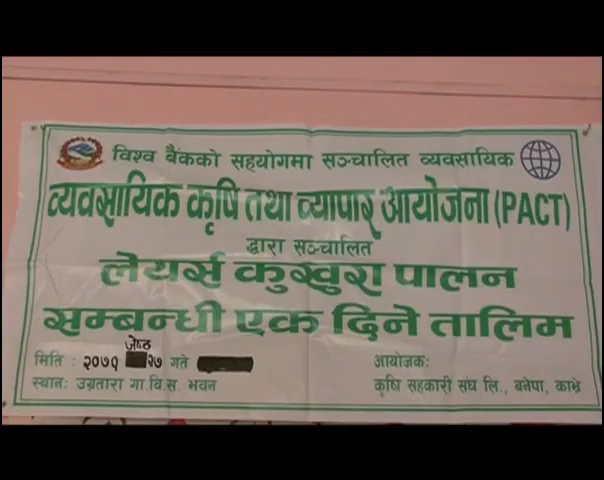 विश्व बैंकको सहयोगमा सञ्चालित व्यवसायिक
व्यवसायिक कृषि तथा व्यापार आयोजना (PACT)
द्वारा सञ्चालित
लेयर्स कुखुरा पालन
सम्बन्धी एक दिने तालिम
जेष्ठ
मिति : २०७१ २७ गते
स्थान: उग्रतारा गा.वि.स. भवन
आयोजक:
कृषि सहकारी संघ लि., बनेपा, काभ्रे